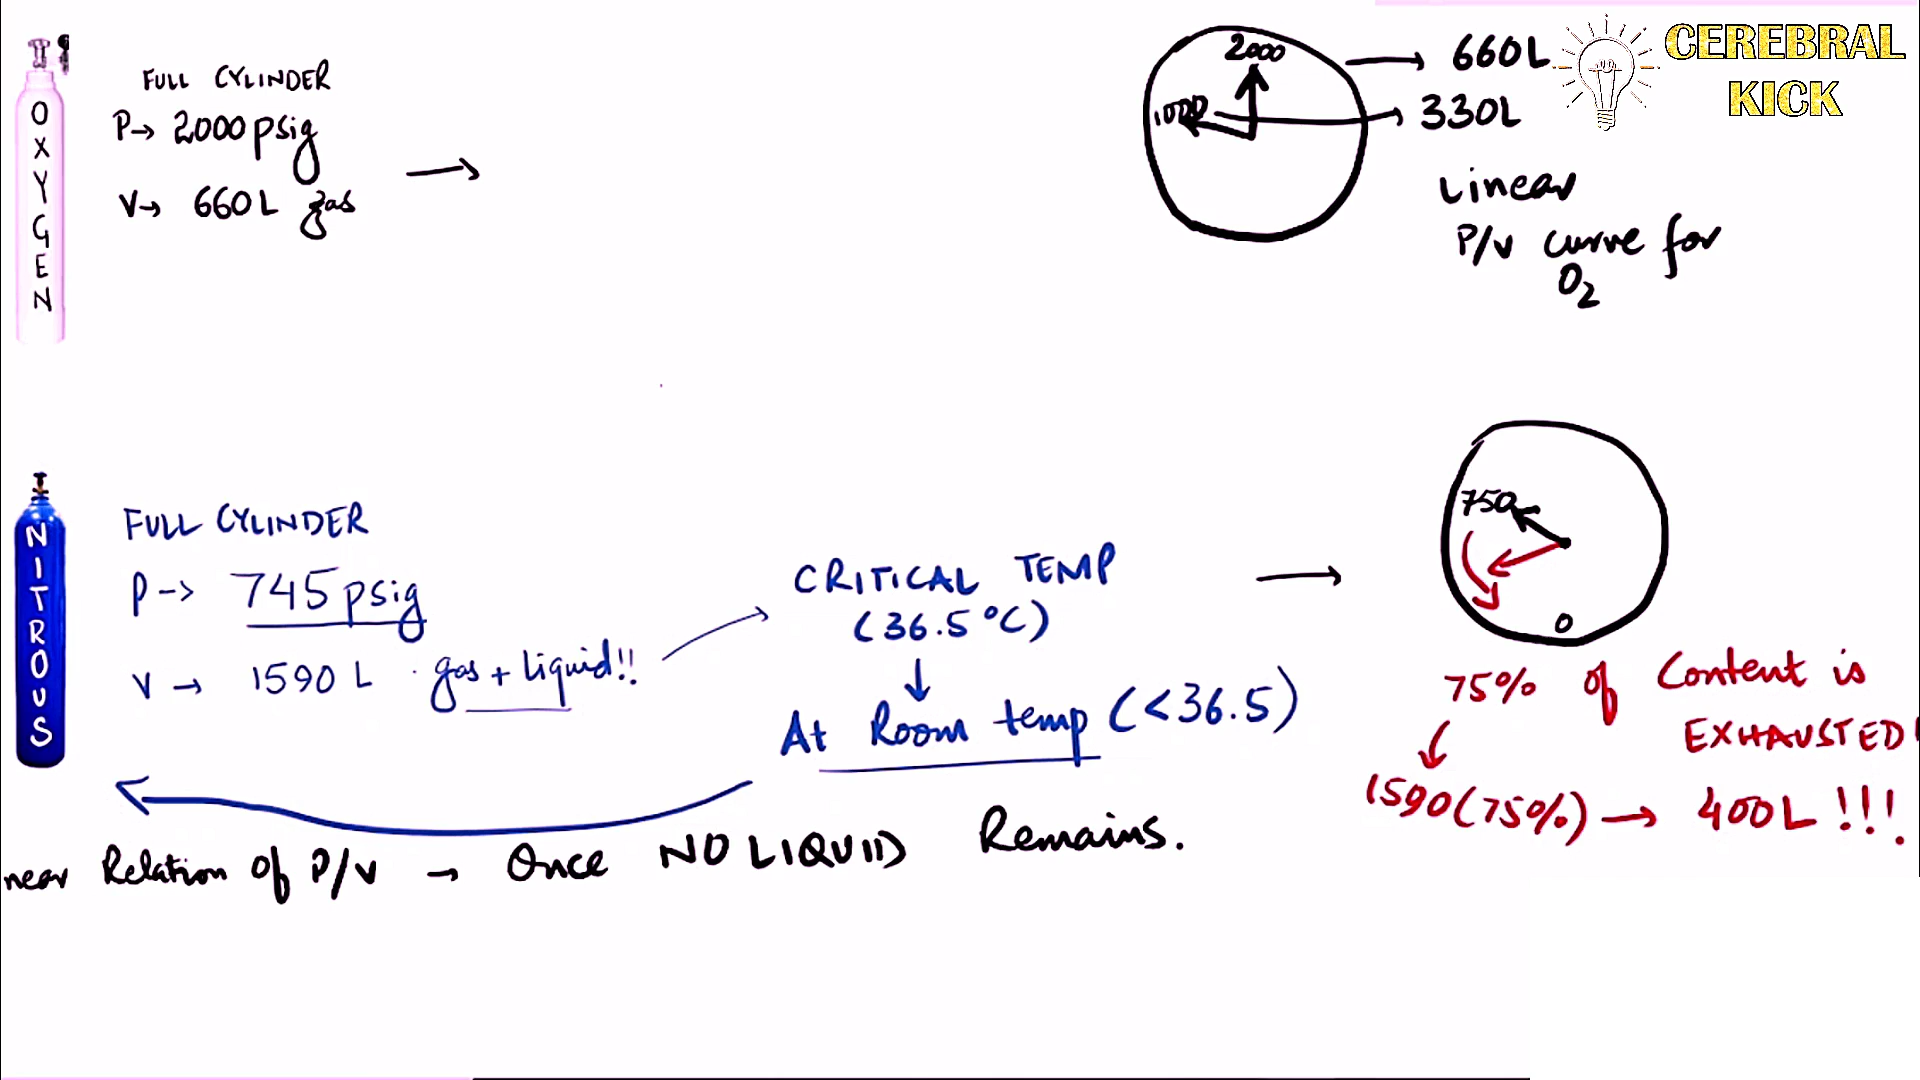 OXYGEN
FULL CYLINDER
P→ 2000 psig
V→ 660L gas
→
2000
1000
→ 660L
→ 330L
Linear
P/V curve for
O2
CEREBRAL
KICK
NITROUS
FULL CYLINDER
P-> 745 psig
V → 1590 L . gas + Liquid!!
CRITICAL TEMP
(36.5°C)
↓
At Room temp (<36.5)
→
750
0
75% of Content is
EXHAUSTED!
1590(75%) → 400L !!!
near Relation of P/V → Once NO LIQUID Remains.